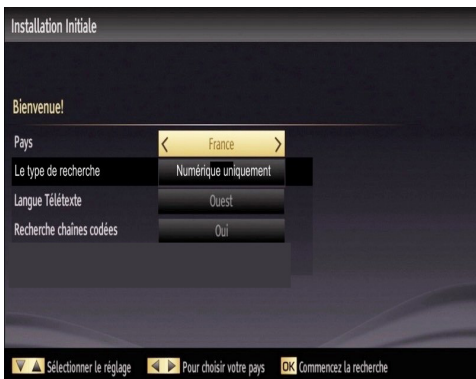 Installation Initiale
Bienvenue!
Pays < France >
Le type de recherche Numérique uniquement
Langue Télétexte Ouest
Recherche chaînes codées Oui
Sélectionner le réglage Pour choisir votre pays OK Commencez la recherche